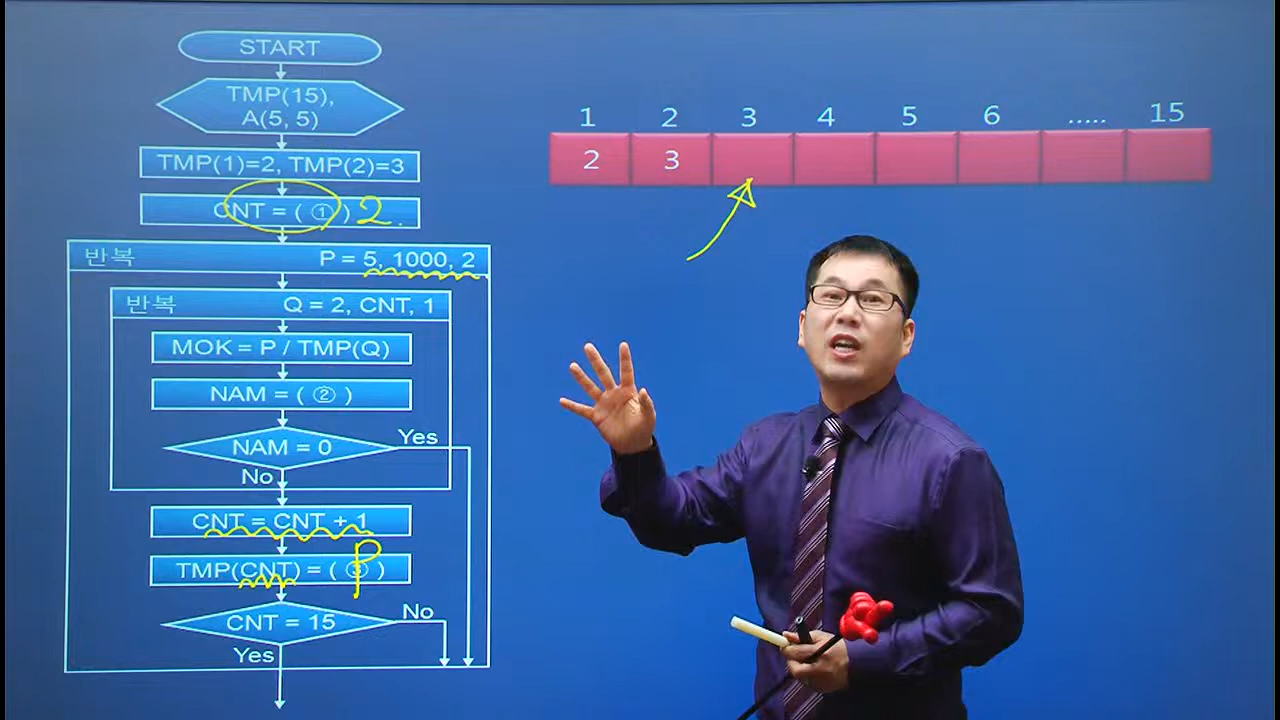 START
TMP(15),
A(5, 5)
TMP(1)=2, TMP(2)=3
CNT = ( ① ) 2
반복 P = 5, 1000, 2
반복 Q = 2, CNT, 1
MOK = P / TMP(Q)
NAM = ( ② )
NAM = 0 Yes
No
CNT = CNT + 1
TMP(CNT) = ( ③ ) P
CNT = 15 No
Yes
1 2 3 4 5 6 ..... 15
2 3